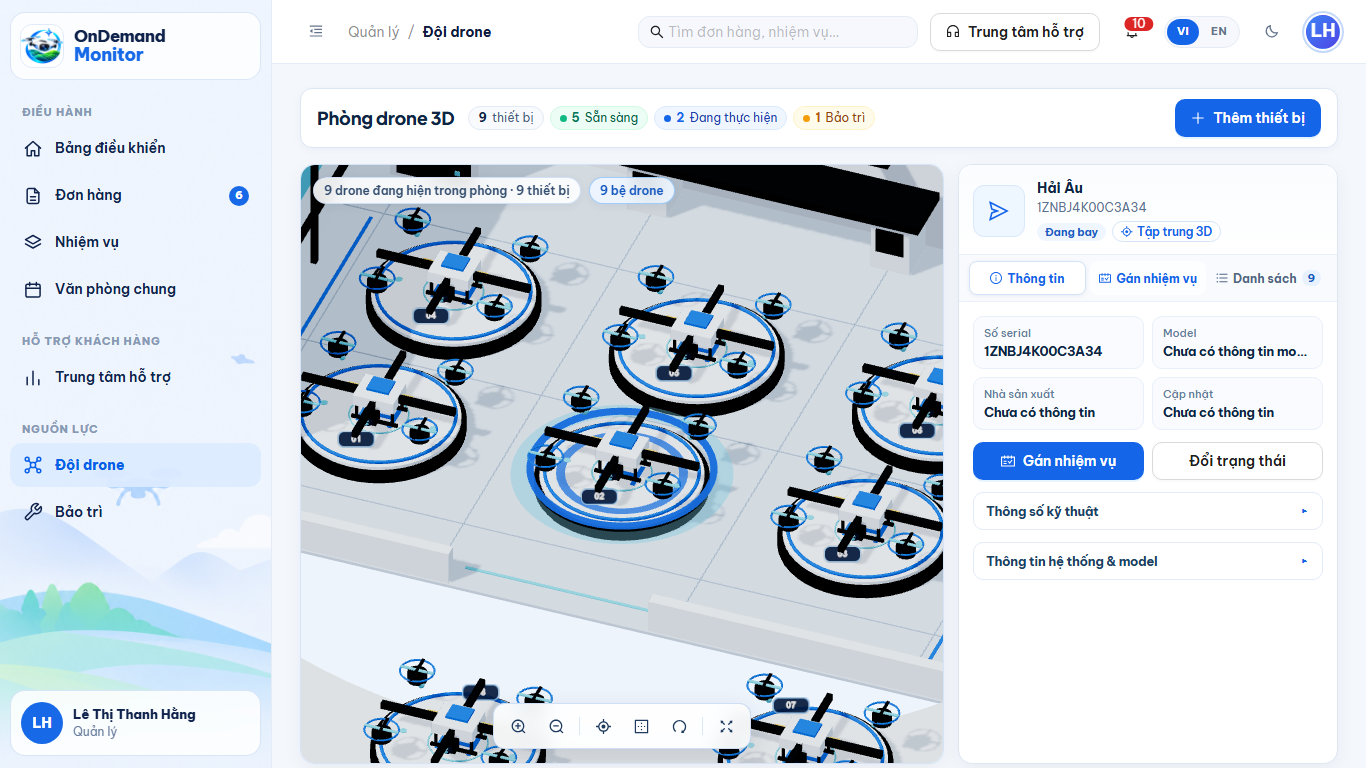 OnDemand
Monitor
ĐIỀU HÀNH
Bảng điều khiển
Đơn hàng
6
Nhiệm vụ
Văn phòng chung
HỖ TRỢ KHÁCH HÀNG
Trung tâm hỗ trợ
NGUỒN LỰC
Đội drone
Bảo trì
LH
Lê Thị Thanh Hằng
Quản lý
Quản lý / Đội drone
Tìm đơn hàng, nhiệm vụ...
Trung tâm hỗ trợ
10
VI EN
LH
Phòng drone 3D
9 thiết bị
5 Sẵn sàng
2 Đang thực hiện
1 Bảo trì
Thêm thiết bị
9 drone đang hiện trong phòng · 9 thiết bị
9 bệ drone
04
05
01
02
03
07
Hải Âu
1ZNBJ4K00C3A34
Đang bay
Tập trung 3D
Thông tin
Gán nhiệm vụ
Danh sách 9
Số serial
1ZNBJ4K00C3A34
Model
Chưa có thông tin mo...
Nhà sản xuất
Chưa có thông tin
Cập nhật
Chưa có thông tin
Gán nhiệm vụ
Đổi trạng thái
Thông số kỹ thuật
Thông tin hệ thống & model